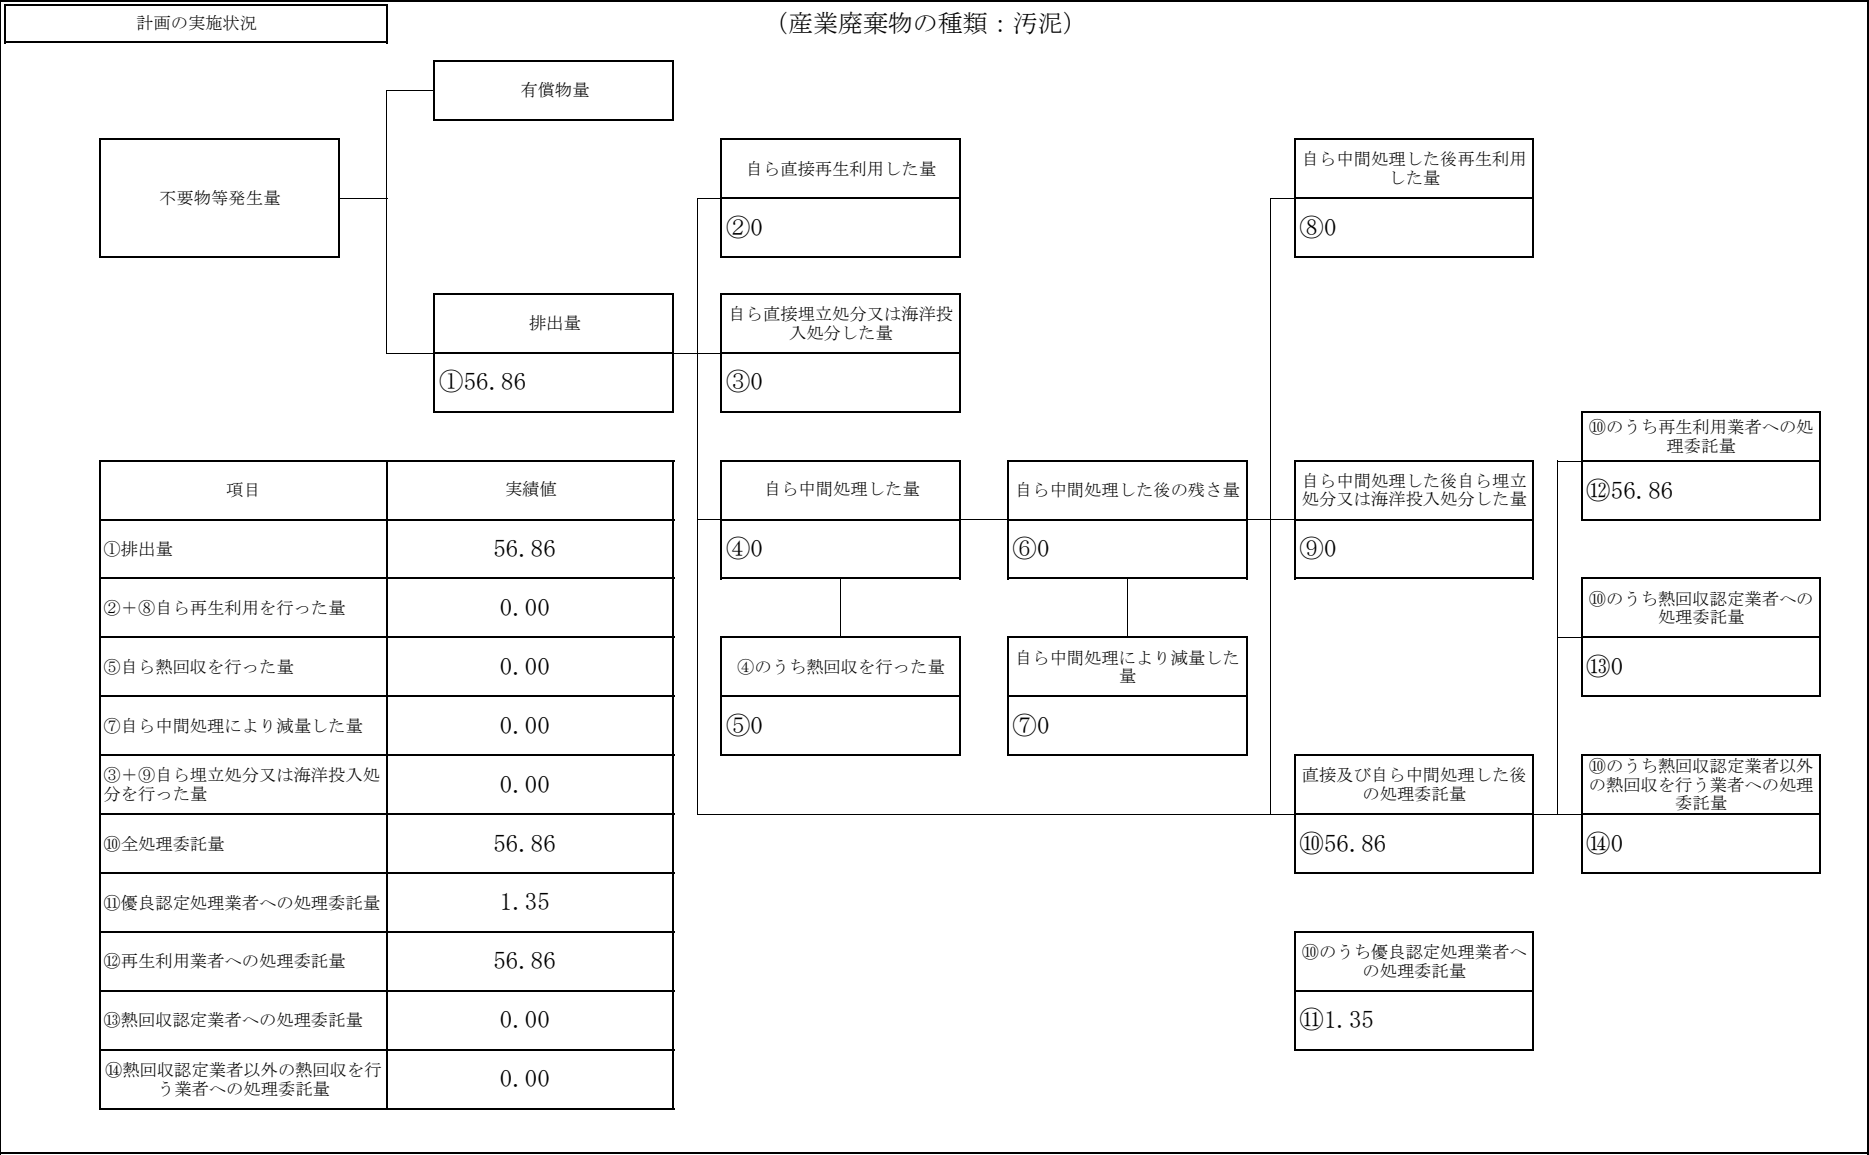 計画の実施状況
（産業廃棄物の種類：汚泥）
有償物量
不要物等発生量
自ら直接再生利用した量
②0
自ら中間処理した後再生利用
した量
⑧0
排出量
①56.86
自ら直接埋立処分又は海洋投
入処分した量
③0
⑩のうち再生利用業者への処
理委託量
⑫56.86
自ら中間処理した量
④0
自ら中間処理した後の残さ量
⑥0
自ら中間処理した後自ら埋立
処分又は海洋投入処分した量
⑨0
⑩のうち熱回収認定業者への
処理委託量
⑬0
④のうち熱回収を行った量
⑤0
自ら中間処理により減量した
量
⑦0
直接及び自ら中間処理した後
の処理委託量
⑩56.86
⑩のうち熱回収認定業者以外
の熱回収を行う業者への処理
委託量
⑭0
⑩のうち優良認定処理業者へ
の処理委託量
⑪1.35
項目 実績値
①排出量 56.86
②＋⑧自ら再生利用を行った量 0.00
⑤自ら熱回収を行った量 0.00
⑦自ら中間処理により減量した量 0.00
③＋⑨自ら埋立処分又は海洋投入処
分を行った量 0.00
⑩全処理委託量 56.86
⑪優良認定処理業者への処理委託量 1.35
⑫再生利用業者への処理委託量 56.86
⑬熱回収認定業者への処理委託量 0.00
⑭熱回収認定業者以外の熱回収を行
う業者への処理委託量 0.00